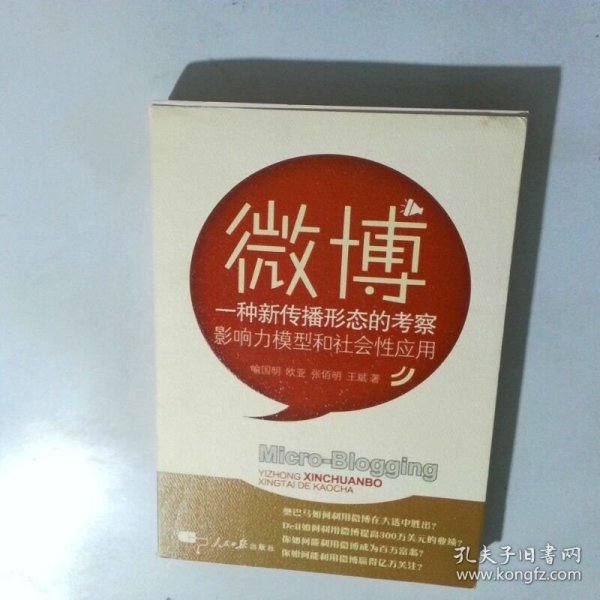 微博
一种新传播形态的考察
影响力模型和社会性应用
喻国明 欧亚 张佰明 王斌 著
Micro-Blogging
YIZHONG XINCHUANBO
XINGTAI DE KAOCHA
奥巴马如何利用微博在大选中胜出？
Dell如何利用微博提高300万美元的业绩？
你如何能利用微博成为百万富翁？
你如何能利用微博赢得亿万关注？
人民日报出版社
孔夫子旧书网
www.kongfz.com